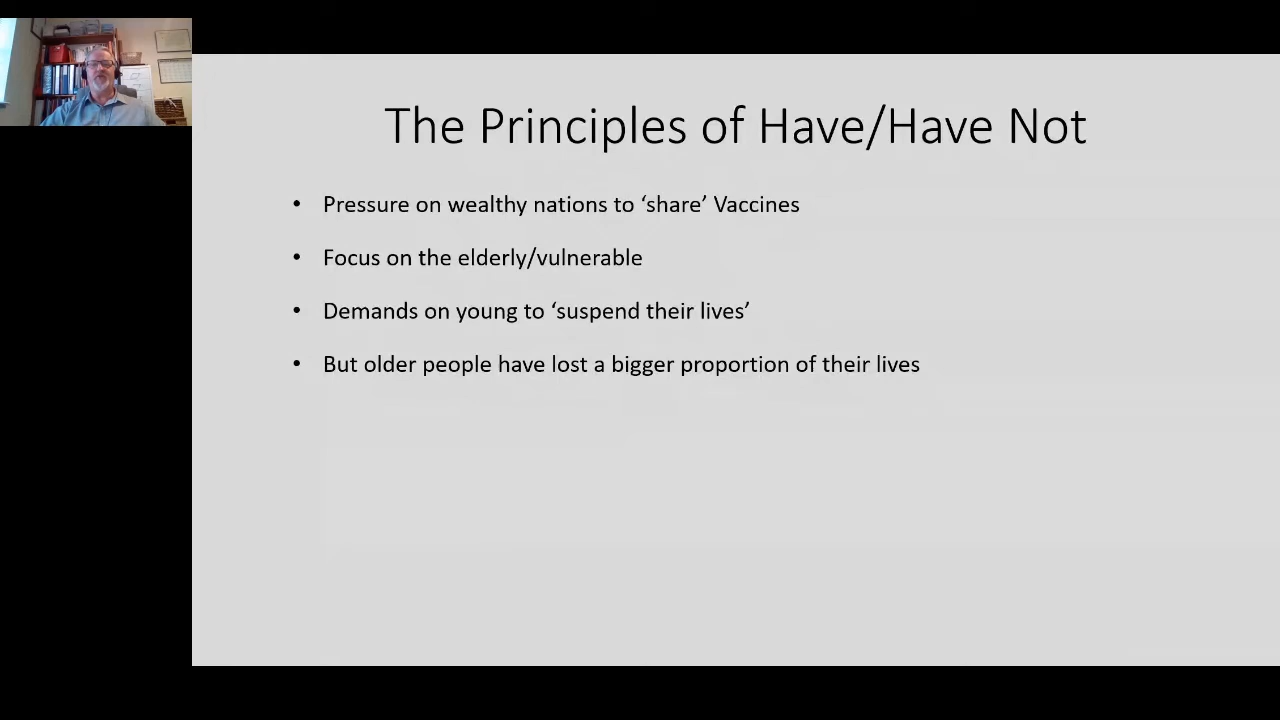 The Principles of Have/Have Not
• Pressure on wealthy nations to ‘share’ Vaccines
• Focus on the elderly/vulnerable
• Demands on young to ‘suspend their lives’
• But older people have lost a bigger proportion of their lives